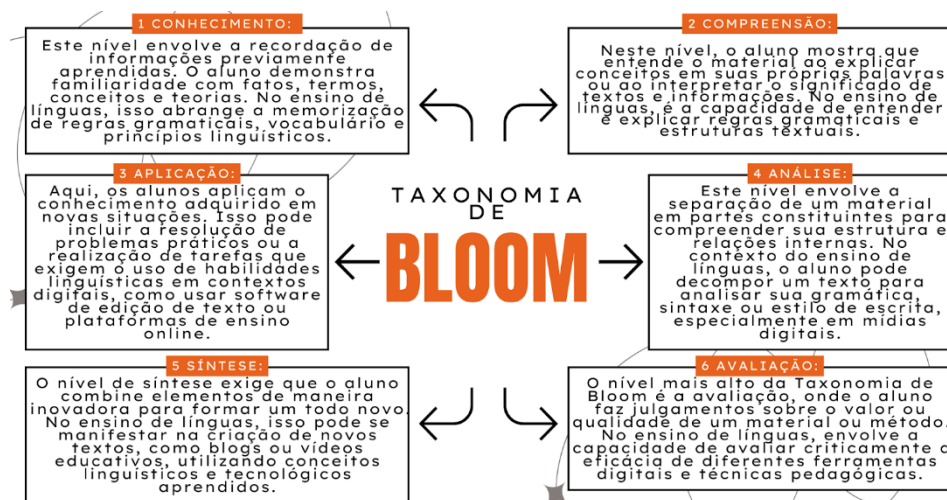 1 CONHECIMENTO:
Este nível envolve a recordação de
informações previamente
aprendidas. O aluno demonstra
familiaridade com fatos, termos,
conceitos e teorias. No ensino de
línguas, isso abrange a memorização
de regras gramaticais, vocabulário e
princípios linguísticos.
2 COMPREENSÃO:
Neste nível, o aluno mostra que
entende o material ao explicar
conceitos em suas próprias palavras
ou ao interpretar o significado de
textos e informações. No ensino de
línguas, é a capacidade de entender
e explicar regras gramaticais e
estruturas textuais.
3 APLICAÇÃO:
Aqui, os alunos aplicam o
conhecimento adquirido em
novas situações. Isso pode
incluir a resolução de
problemas práticos ou a
realização de tarefas que
exigem o uso de habilidades
linguísticas em contextos
digitais, como usar software
de edição de texto ou
plataformas de ensino
online.
TAXONOMIA
DE
BLOOM
4 ANÁLISE:
Este nível envolve a
separação de um material
em partes constituintes para
compreender sua estrutura e
relações internas. No
contexto do ensino de
línguas, o aluno pode
decompor um texto para
analisar sua gramática,
sintaxe ou estilo de escrita,
especialmente em mídias
digitais.
5 SÍNTESE:
O nível de síntese exige que o aluno
combine elementos de maneira
inovadora para formar um todo novo.
No ensino de línguas, isso pode se
manifestar na criação de novos
textos, como blogs ou vídeos
educativos, utilizando conceitos
linguísticos e tecnológicos
aprendidos.
6 AVALIAÇÃO:
O nível mais alto da Taxonomia de
Bloom é a avaliação, onde o aluno
faz julgamentos sobre o valor ou
qualidade de um material ou método.
No ensino de línguas, envolve a
capacidade de avaliar criticamente a
eficácia de diferentes ferramentas
digitais e técnicas pedagógicas.